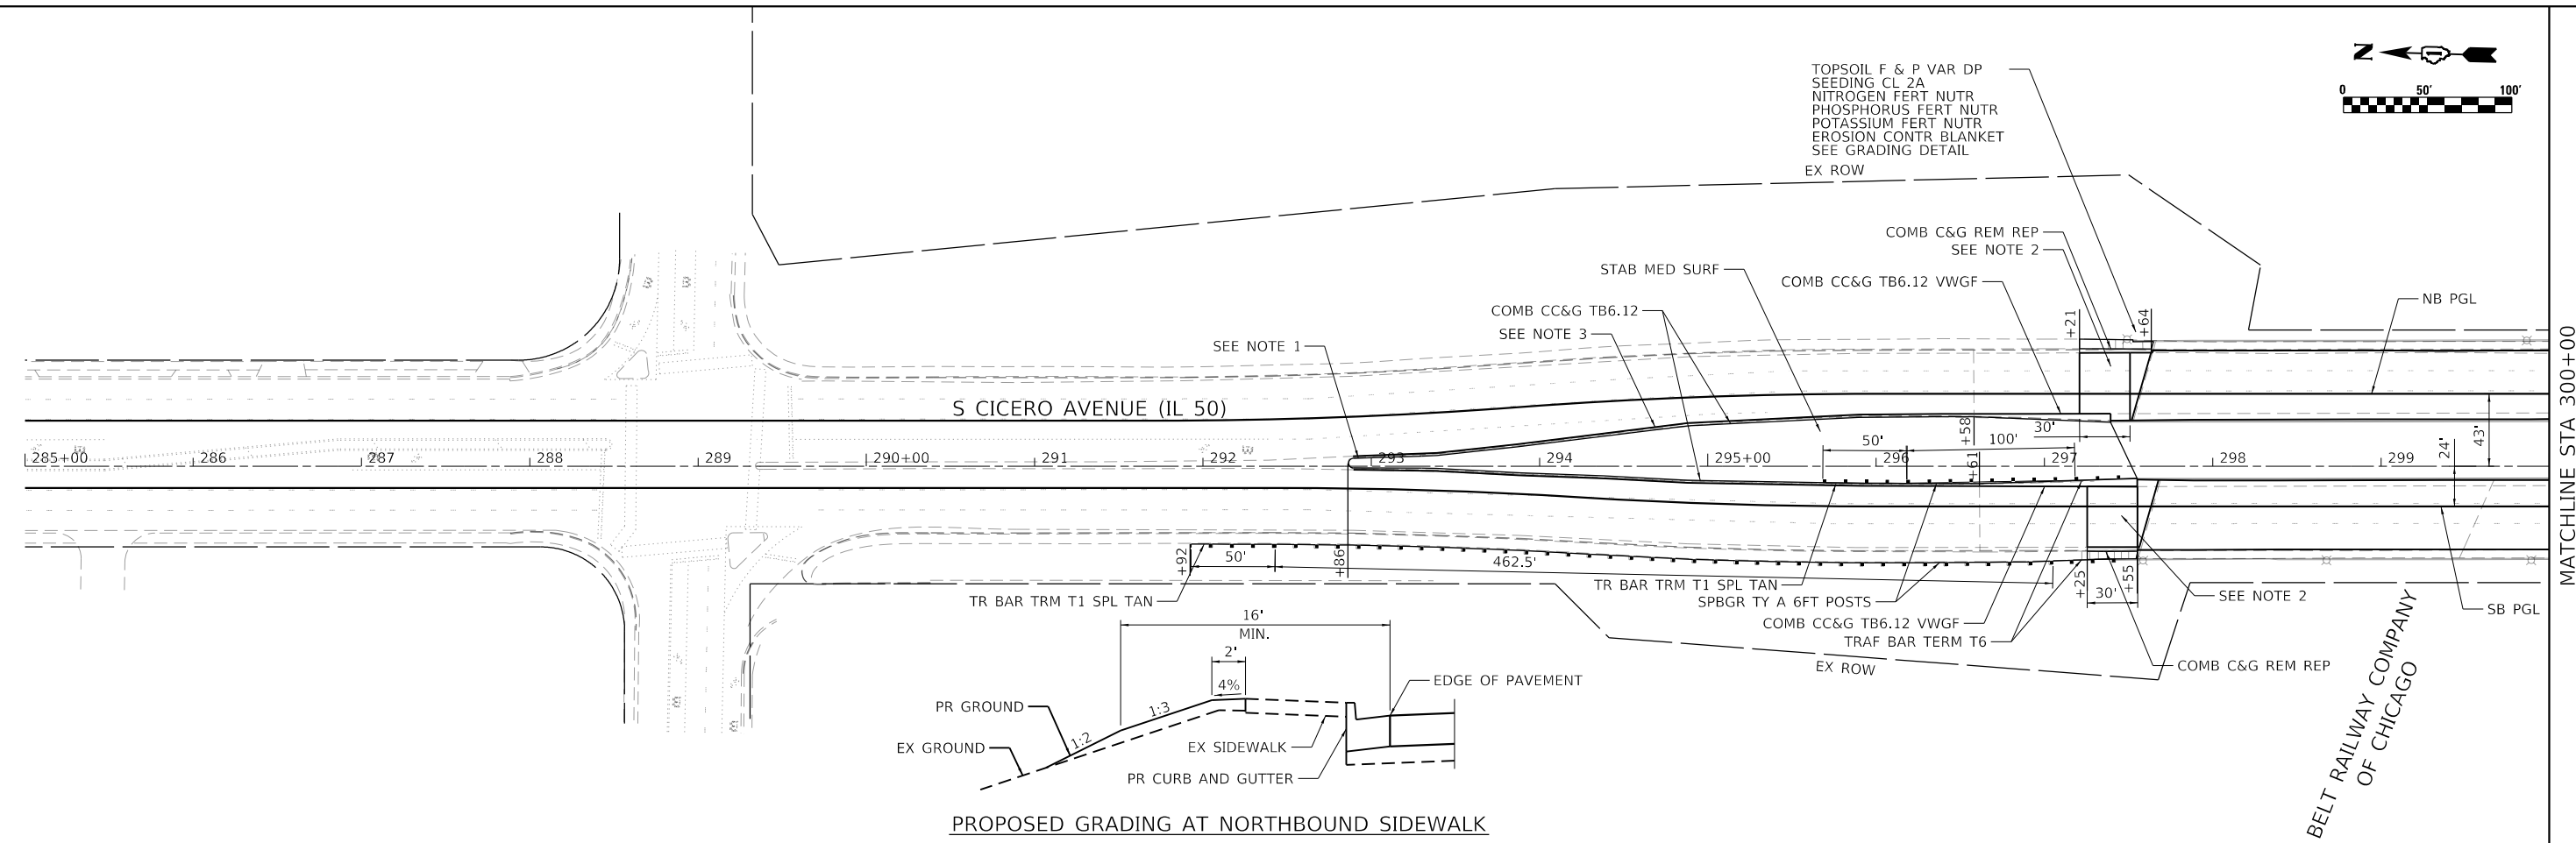 TOPSOIL F & P VAR DP
SEEDING CL 2A
NITROGEN FERT NUTR
PHOSPHORUS FERT NUTR
POTASSIUM FERT NUTR
EROSION CONTR BLANKET
SEE GRADING DETAIL
EX ROW
N
0 50' 100'
COMB C&G REM REP
SEE NOTE 2
STAB MED SURF
COMB CC&G TB6.12 VWGF
NB PGL
COMB CC&G TB6.12
SEE NOTE 3
SEE NOTE 1
+21
+64
S CICERO AVENUE (IL 50)
285+00 286 287 288 289 290+00 291 292 293 294 295+00 296 297 298 299
50'
100'
+58
+61
30'
24'
43'
MATCHLINE STA 300+00
+92
50'
+86
462.5'
+25
30'
+55
TR BAR TRM T1 SPL TAN
TR BAR TRM T1 SPL TAN
SPBGR TY A 6FT POSTS
COMB CC&G TB6.12 VWGF
TRAF BAR TERM T6
SEE NOTE 2
SB PGL
EX ROW
COMB C&G REM REP
BELT RAILWAY COMPANY
OF CHICAGO
16'
MIN.
2'
4%
1:3
1:2
EDGE OF PAVEMENT
PR GROUND
EX GROUND
EX SIDEWALK
PR CURB AND GUTTER
PROPOSED GRADING AT NORTHBOUND SIDEWALK